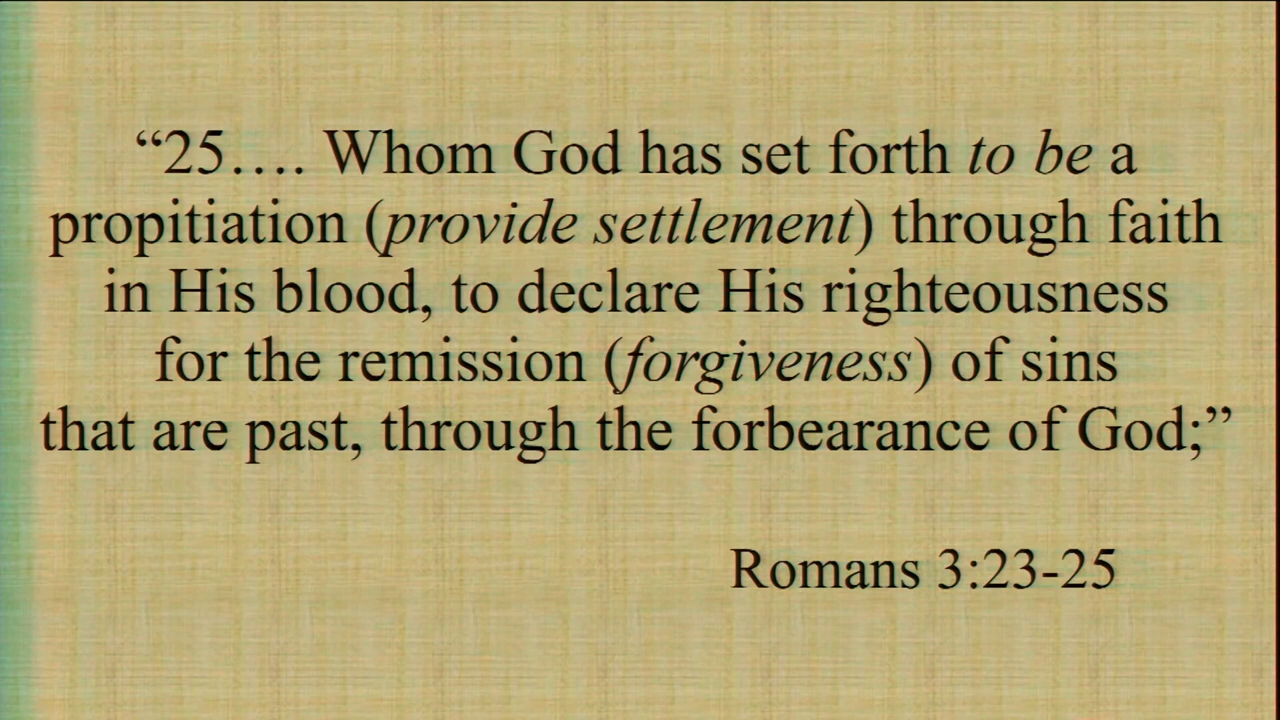 “25…. Whom God has set forth to be a
propitiation (provide settlement) through faith
in His blood, to declare His righteousness
for the remission (forgiveness) of sins
that are past, through the forbearance of God;”
Romans 3:23-25